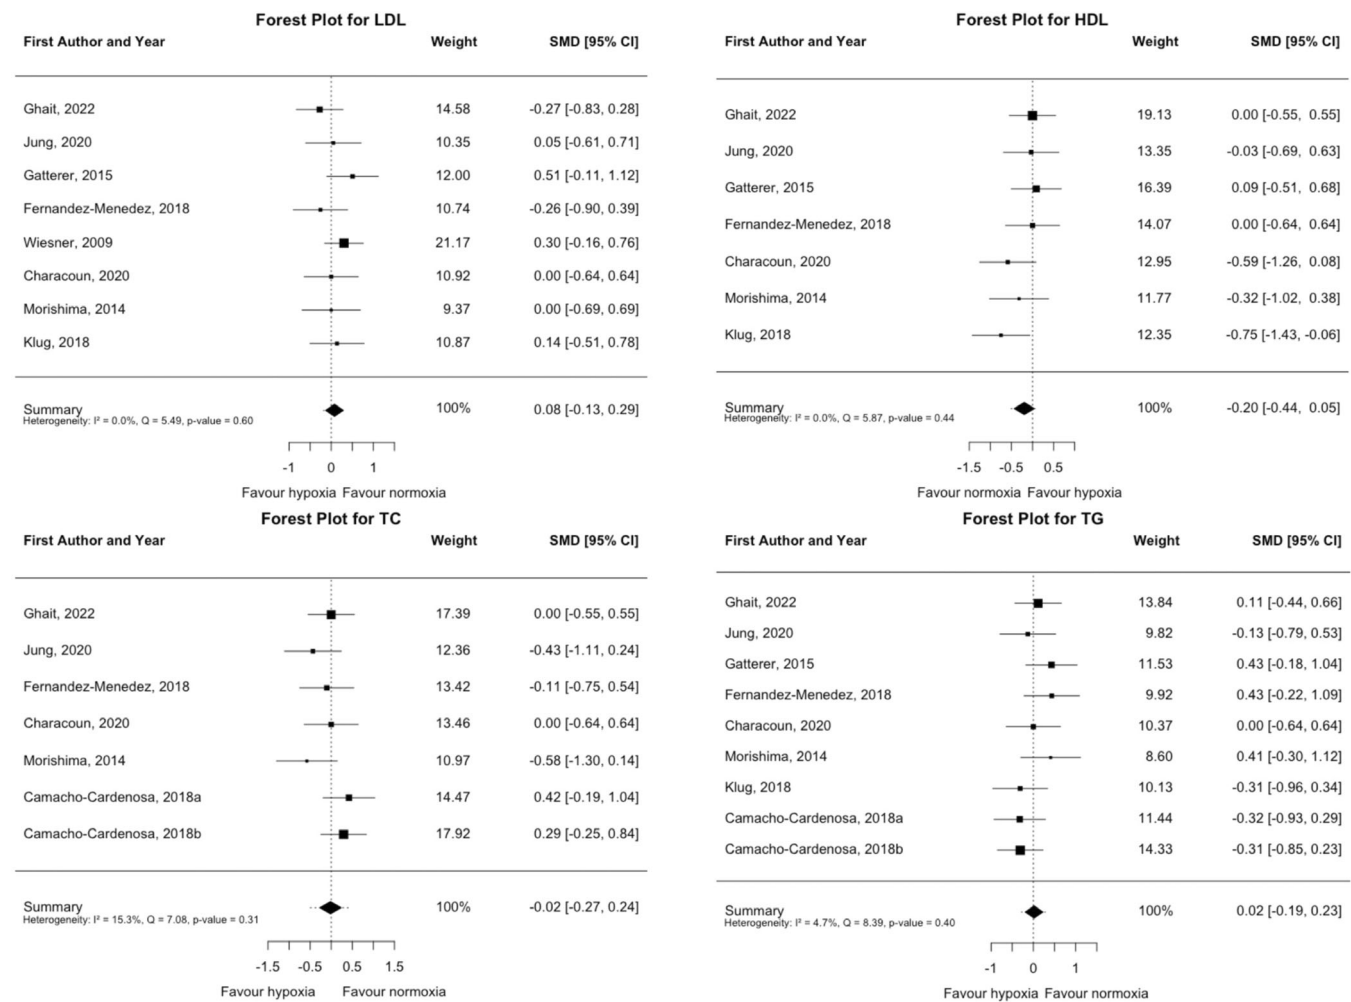 Forest Plot for LDL
First Author and Year Weight SMD [95% CI]
Ghait, 2022 14.58 -0.27 [-0.83, 0.28]
Jung, 2020 10.35 0.05 [-0.61, 0.71]
Gatterer, 2015 12.00 0.51 [-0.11, 1.12]
Fernandez-Menedez, 2018 10.74 -0.26 [-0.90, 0.39]
Wiesner, 2009 21.17 0.30 [-0.16, 0.76]
Characoun, 2020 10.92 0.00 [-0.64, 0.64]
Morishima, 2014 9.37 0.00 [-0.69, 0.69]
Klug, 2018 10.87 0.14 [-0.51, 0.78]
Summary 100% 0.08 [-0.13, 0.29]
Heterogeneity: I² = 0.0%, Q = 5.49, p-value = 0.60
-1 0 1
Favour hypoxia Favour normoxia
Forest Plot for HDL
First Author and Year Weight SMD [95% CI]
Ghait, 2022 19.13 0.00 [-0.55, 0.55]
Jung, 2020 13.35 -0.03 [-0.69, 0.63]
Gatterer, 2015 16.39 0.09 [-0.51, 0.68]
Fernandez-Menedez, 2018 14.07 0.00 [-0.64, 0.64]
Characoun, 2020 12.95 -0.59 [-1.26, 0.08]
Morishima, 2014 11.77 -0.32 [-1.02, 0.38]
Klug, 2018 12.35 -0.75 [-1.43, -0.06]
Summary 100% -0.20 [-0.44, 0.05]
Heterogeneity: I² = 0.0%, Q = 5.87, p-value = 0.44
-1.5 -0.5 0.5
Favour normoxia Favour hypoxia
Forest Plot for TC
First Author and Year Weight SMD [95% CI]
Ghait, 2022 17.39 0.00 [-0.55, 0.55]
Jung, 2020 12.36 -0.43 [-1.11, 0.24]
Fernandez-Menedez, 2018 13.42 -0.11 [-0.75, 0.54]
Characoun, 2020 13.46 0.00 [-0.64, 0.64]
Morishima, 2014 10.97 -0.58 [-1.30, 0.14]
Camacho-Cardenosa, 2018a 14.47 0.42 [-0.19, 1.04]
Camacho-Cardenosa, 2018b 17.92 0.29 [-0.25, 0.84]
Summary 100% -0.02 [-0.27, 0.24]
Heterogeneity: I² = 15.3%, Q = 7.08, p-value = 0.31
-1.5 -0.5 0.5 1.5
Favour hypoxia Favour normoxia
Forest Plot for TG
First Author and Year Weight SMD [95% CI]
Ghait, 2022 13.84 0.11 [-0.44, 0.66]
Jung, 2020 9.82 -0.13 [-0.79, 0.53]
Gatterer, 2015 11.53 0.43 [-0.18, 1.04]
Fernandez-Menedez, 2018 9.92 0.43 [-0.22, 1.09]
Characoun, 2020 10.37 0.00 [-0.64, 0.64]
Morishima, 2014 8.60 0.41 [-0.30, 1.12]
Klug, 2018 10.13 -0.31 [-0.96, 0.34]
Camacho-Cardenosa, 2018a 11.44 -0.32 [-0.93, 0.29]
Camacho-Cardenosa, 2018b 14.33 -0.31 [-0.85, 0.23]
Summary 100% 0.02 [-0.19, 0.23]
Heterogeneity: I² = 4.7%, Q = 8.39, p-value = 0.40
-1 0 1
Favour hypoxia Favour normoxia